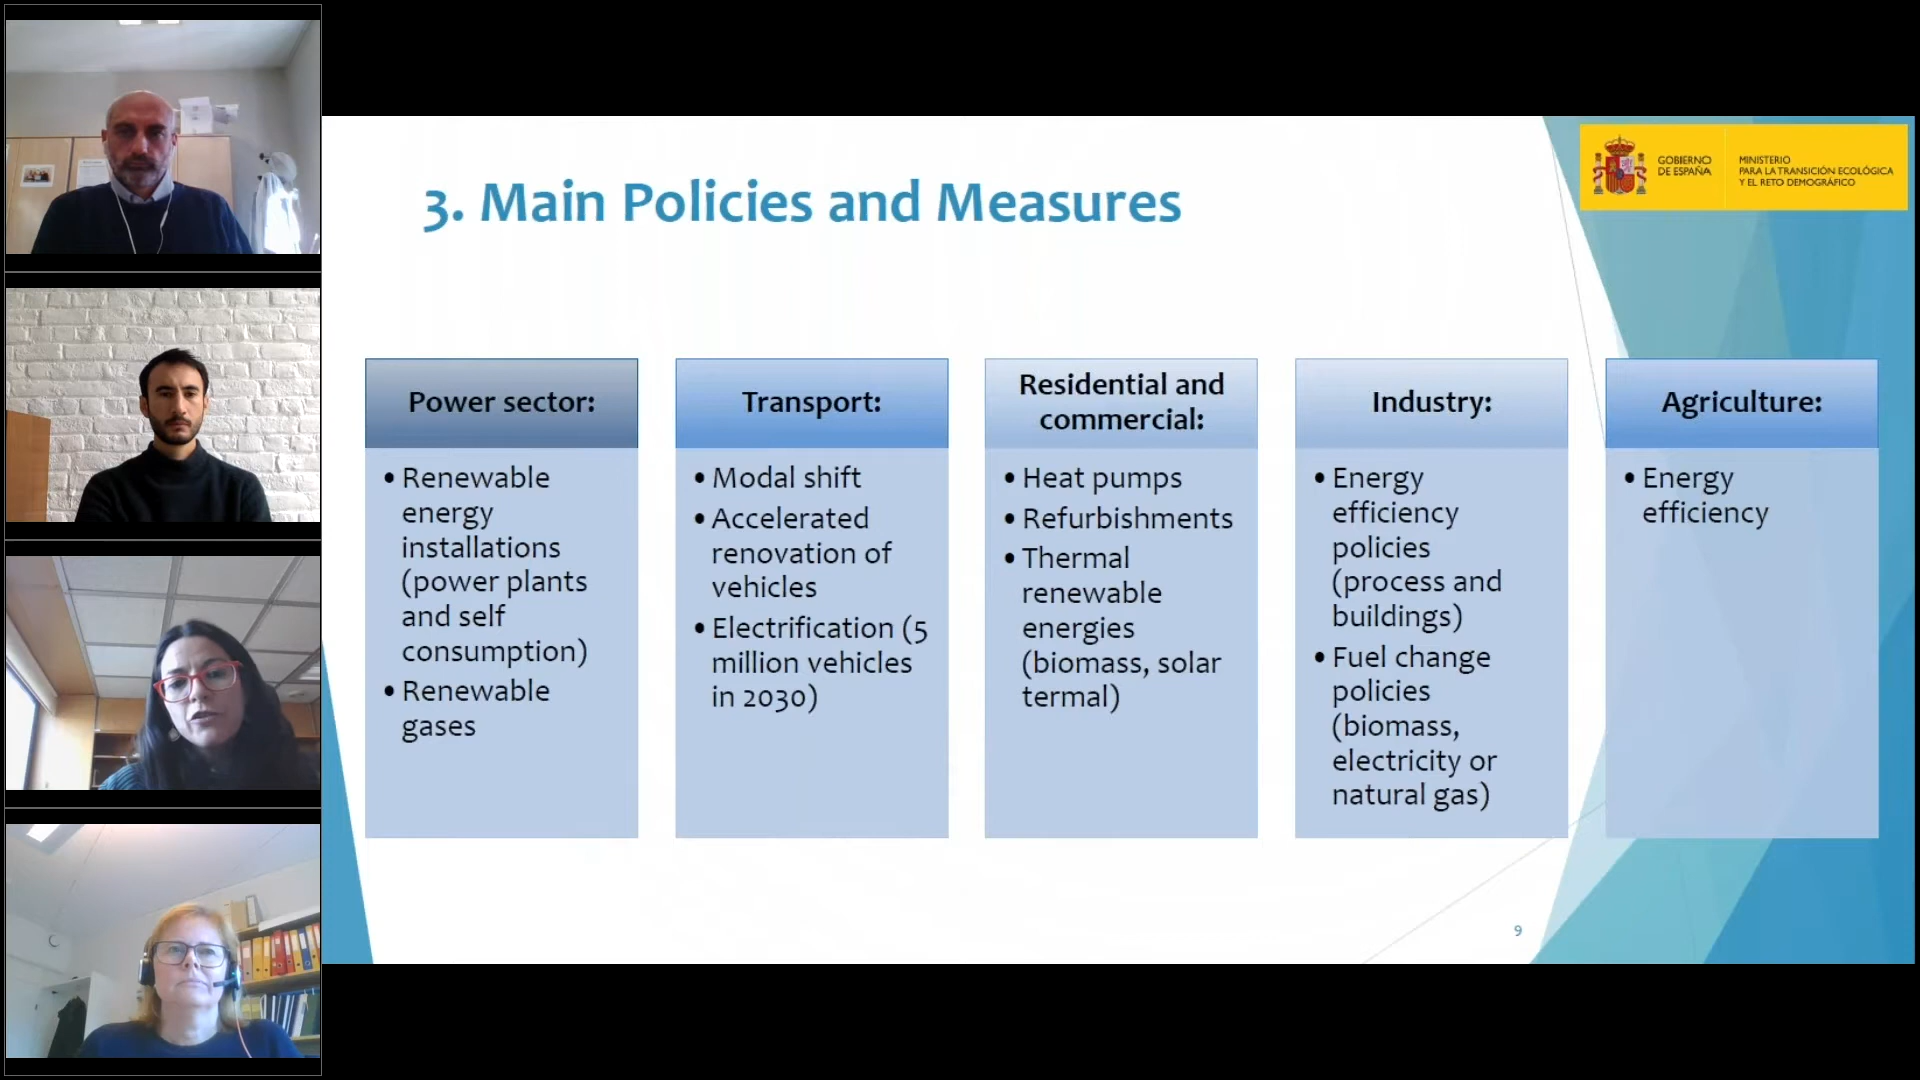 3. Main Policies and Measures
GOBIERNO
DE ESPAÑA
MINISTERIO
PARA LA TRANSICIÓN ECOLÓGICA
Y EL RETO DEMOGRÁFICO
Power sector:
• Renewable
energy
installations
(power plants
and self
consumption)
• Renewable
gases
Transport:
• Modal shift
• Accelerated
renovation of
vehicles
• Electrification (5
million vehicles
in 2030)
Residential and
commercial:
• Heat pumps
• Refurbishments
• Thermal
renewable
energies
(biomass, solar
termal)
Industry:
• Energy
efficiency
policies
(process and
buildings)
• Fuel change
policies
(biomass,
electricity or
natural gas)
Agriculture:
• Energy
efficiency
9